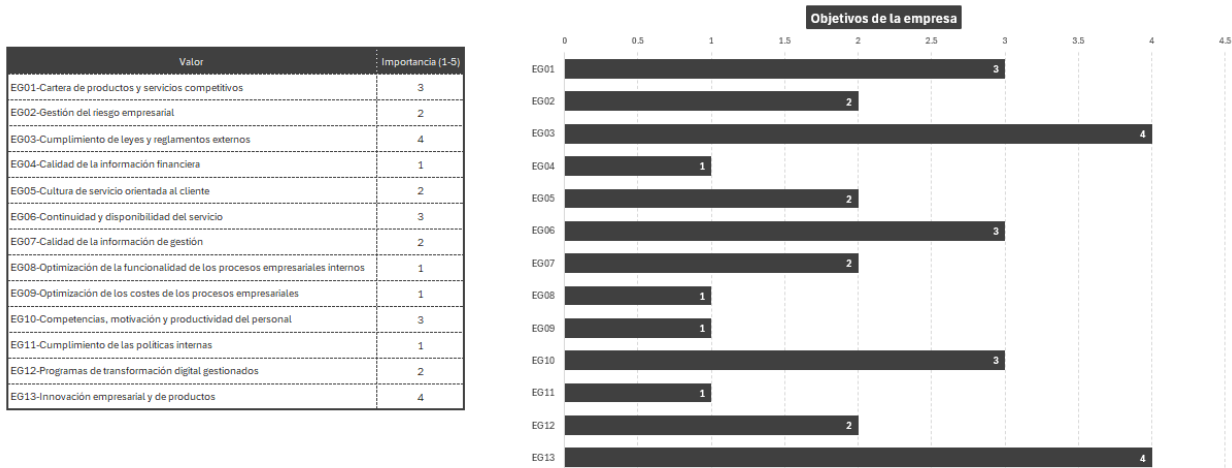 Valor Importancia (1-5)
EG01-Cartera de productos y servicios competitivos 3
EG02-Gestión del riesgo empresarial 2
EG03-Cumplimiento de leyes y reglamentos externos 4
EG04-Calidad de la información financiera 1
EG05-Cultura de servicio orientada al cliente 2
EG06-Continuidad y disponibilidad del servicio 3
EG07-Calidad de la información de gestión 2
EG08-Optimización de la funcionalidad de los procesos empresariales internos 1
EG09-Optimización de los costes de los procesos empresariales 1
EG10-Competencias, motivación y productividad del personal 3
EG11-Cumplimiento de las políticas internas 1
EG12-Programas de transformación digital gestionados 2
EG13-Innovación empresarial y de productos 4
Objetivos de la empresa
0 0.5 1 1.5 2 2.5 3 3.5 4 4.5
EG01 3
EG02 2
EG03 4
EG04 1
EG05 2
EG06 3
EG07 2
EG08 1
EG09 1
EG10 3
EG11 1
EG12 2
EG13 4